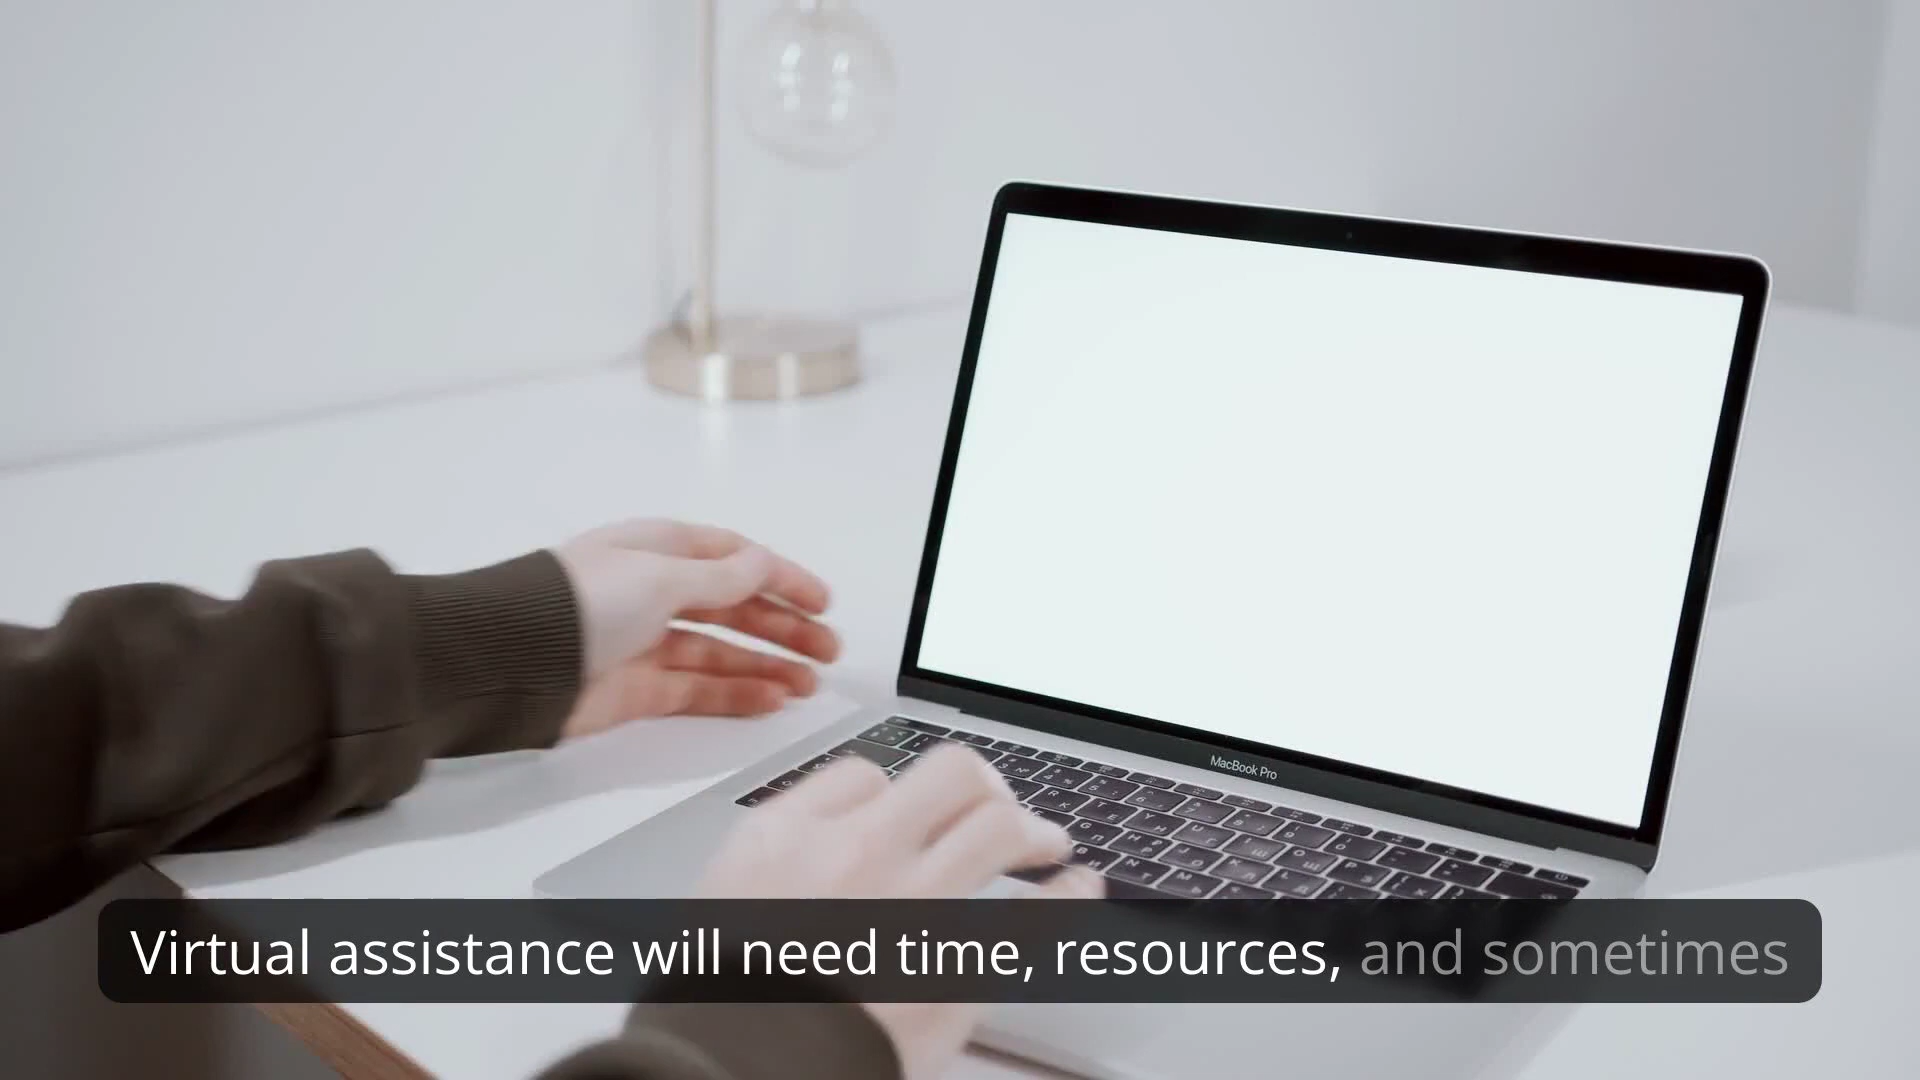 MacBook Pro
Virtual assistance will need time, resources, and sometimes